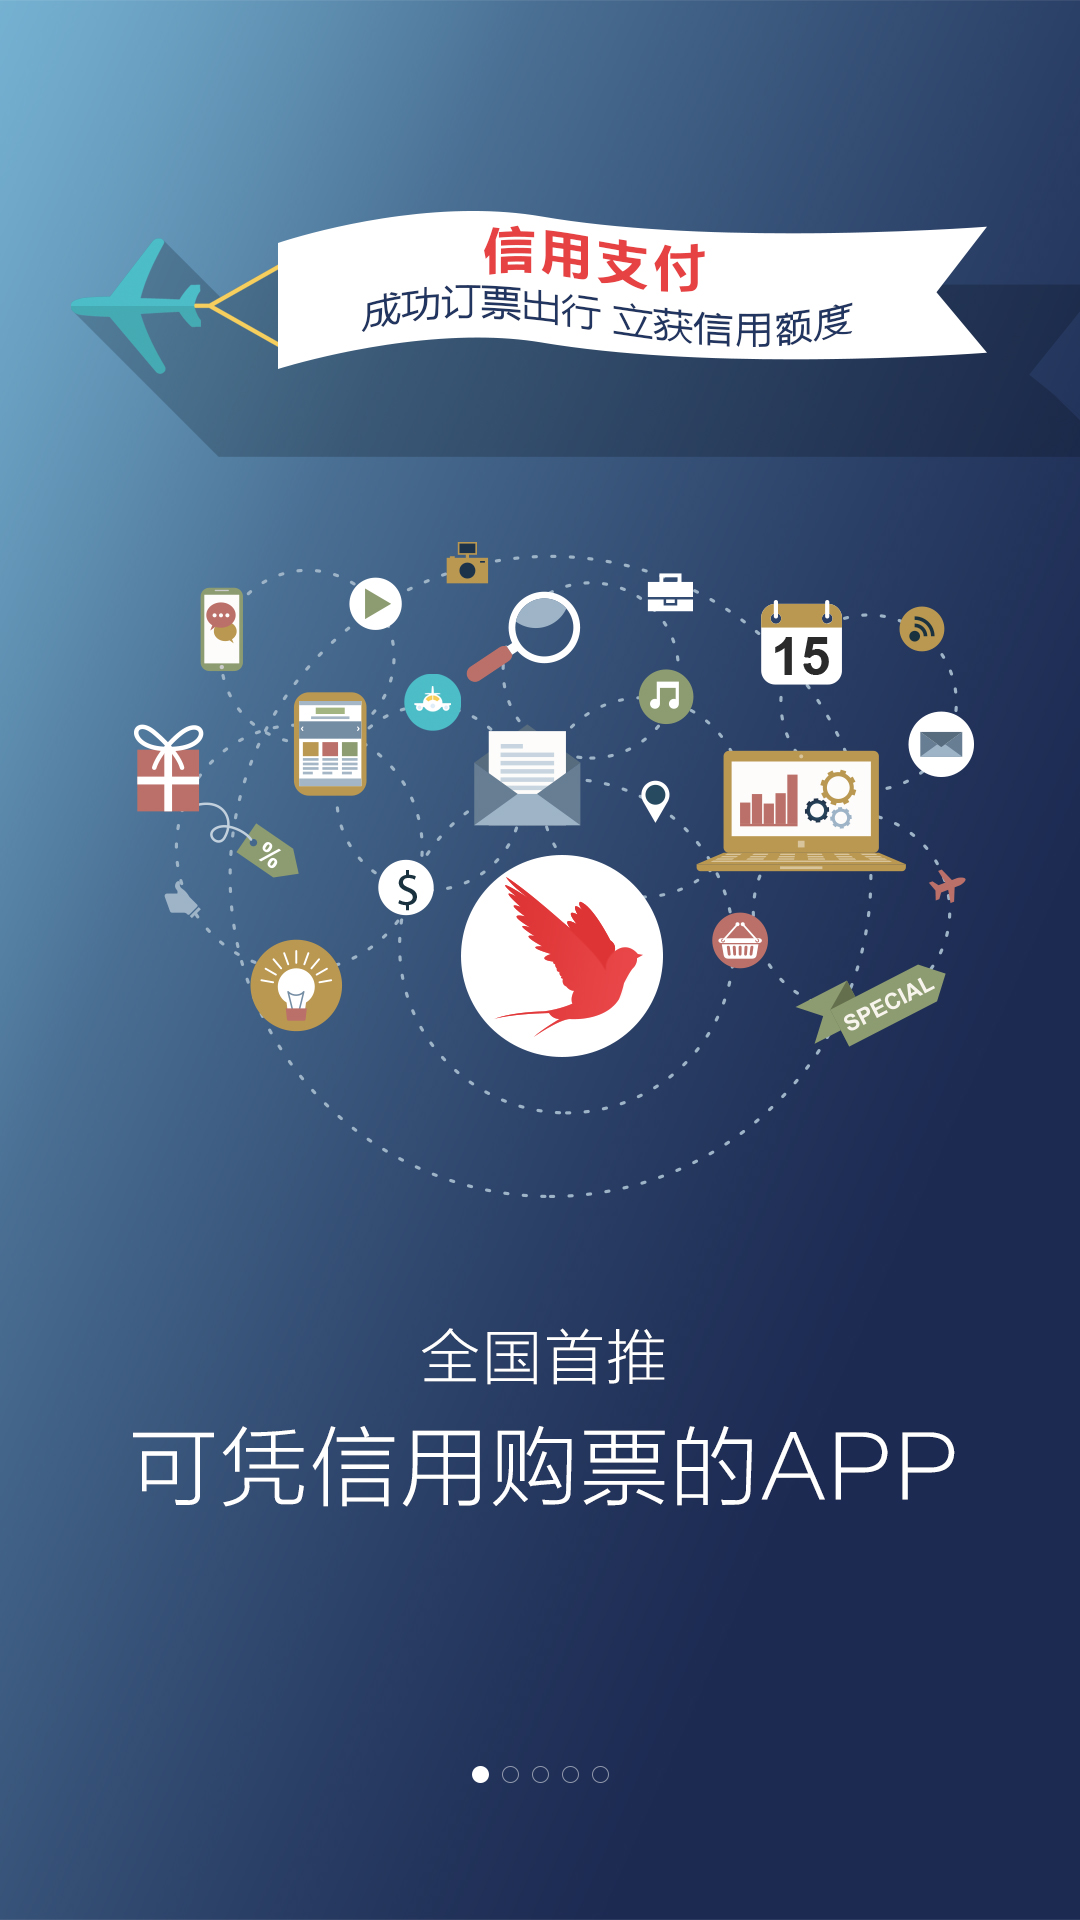 信用支付
成功订票出行 立获信用额度
15
%
$
SPECIAL
全国首推
可凭信用购票的APP